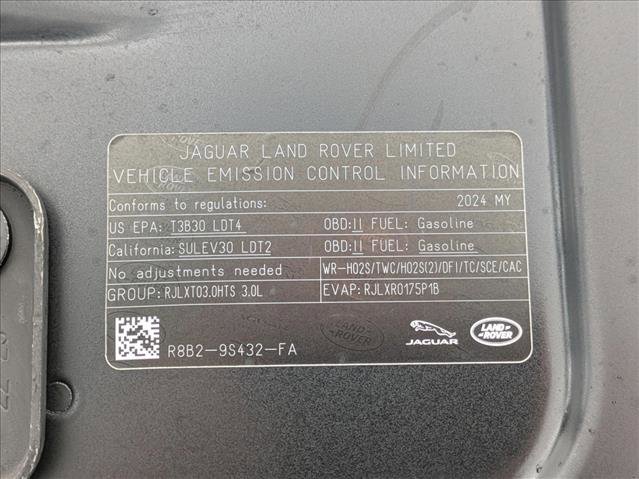 JAGUAR LAND ROVER LIMITED
VEHICLE EMISSION CONTROL INFORMATION
Conforms to regulations: 2024 MY
US EPA: T3B30 LDT4 OBD:II FUEL: Gasoline
California: SULEV30 LDT2 OBD:II FUEL: Gasoline
No adjustments needed WR-HO2S/TWC/HO2S(2)/DFI/TC/SCE/CAC
GROUP: RJLXT03.0HTS 3.0L EVAP: RJLXR0175P1B
R8B2-9S432-FA
JAGUAR
LAND ROVER